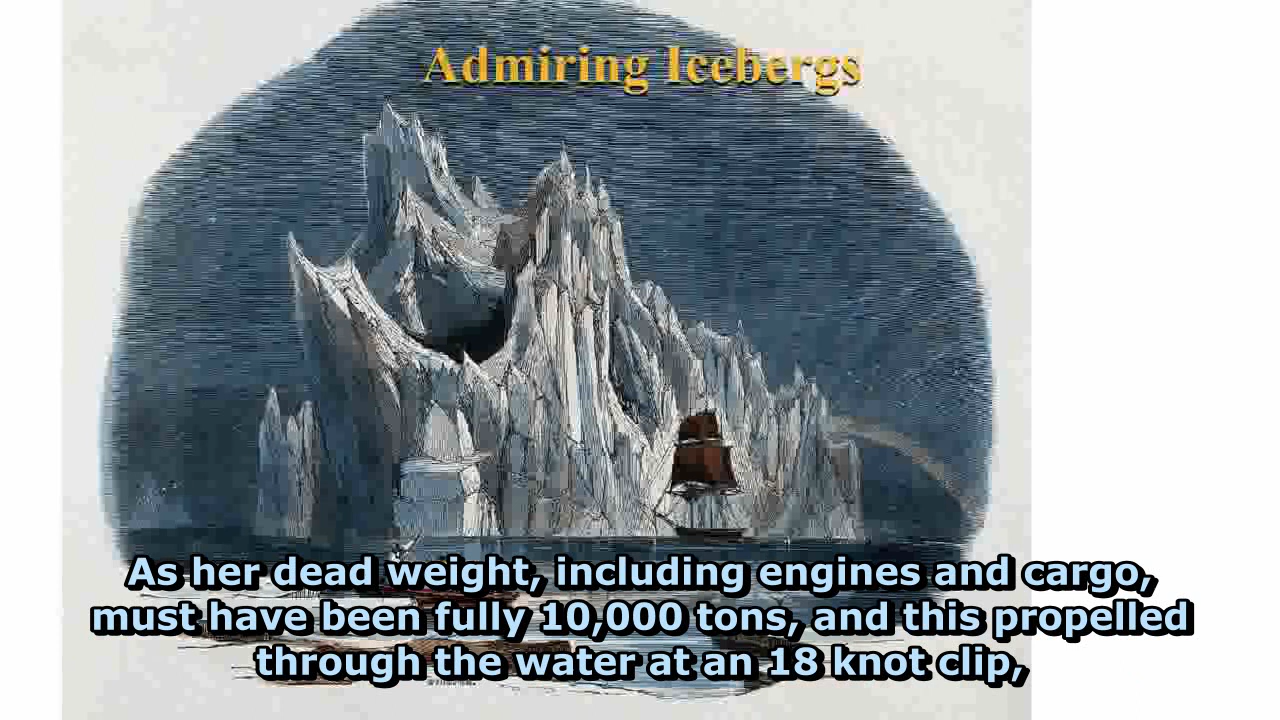 Admiring Icebergs
As her dead weight, including engines and cargo,
must have been fully 10,000 tons, and this propelled
through the water at an 18 knot clip,